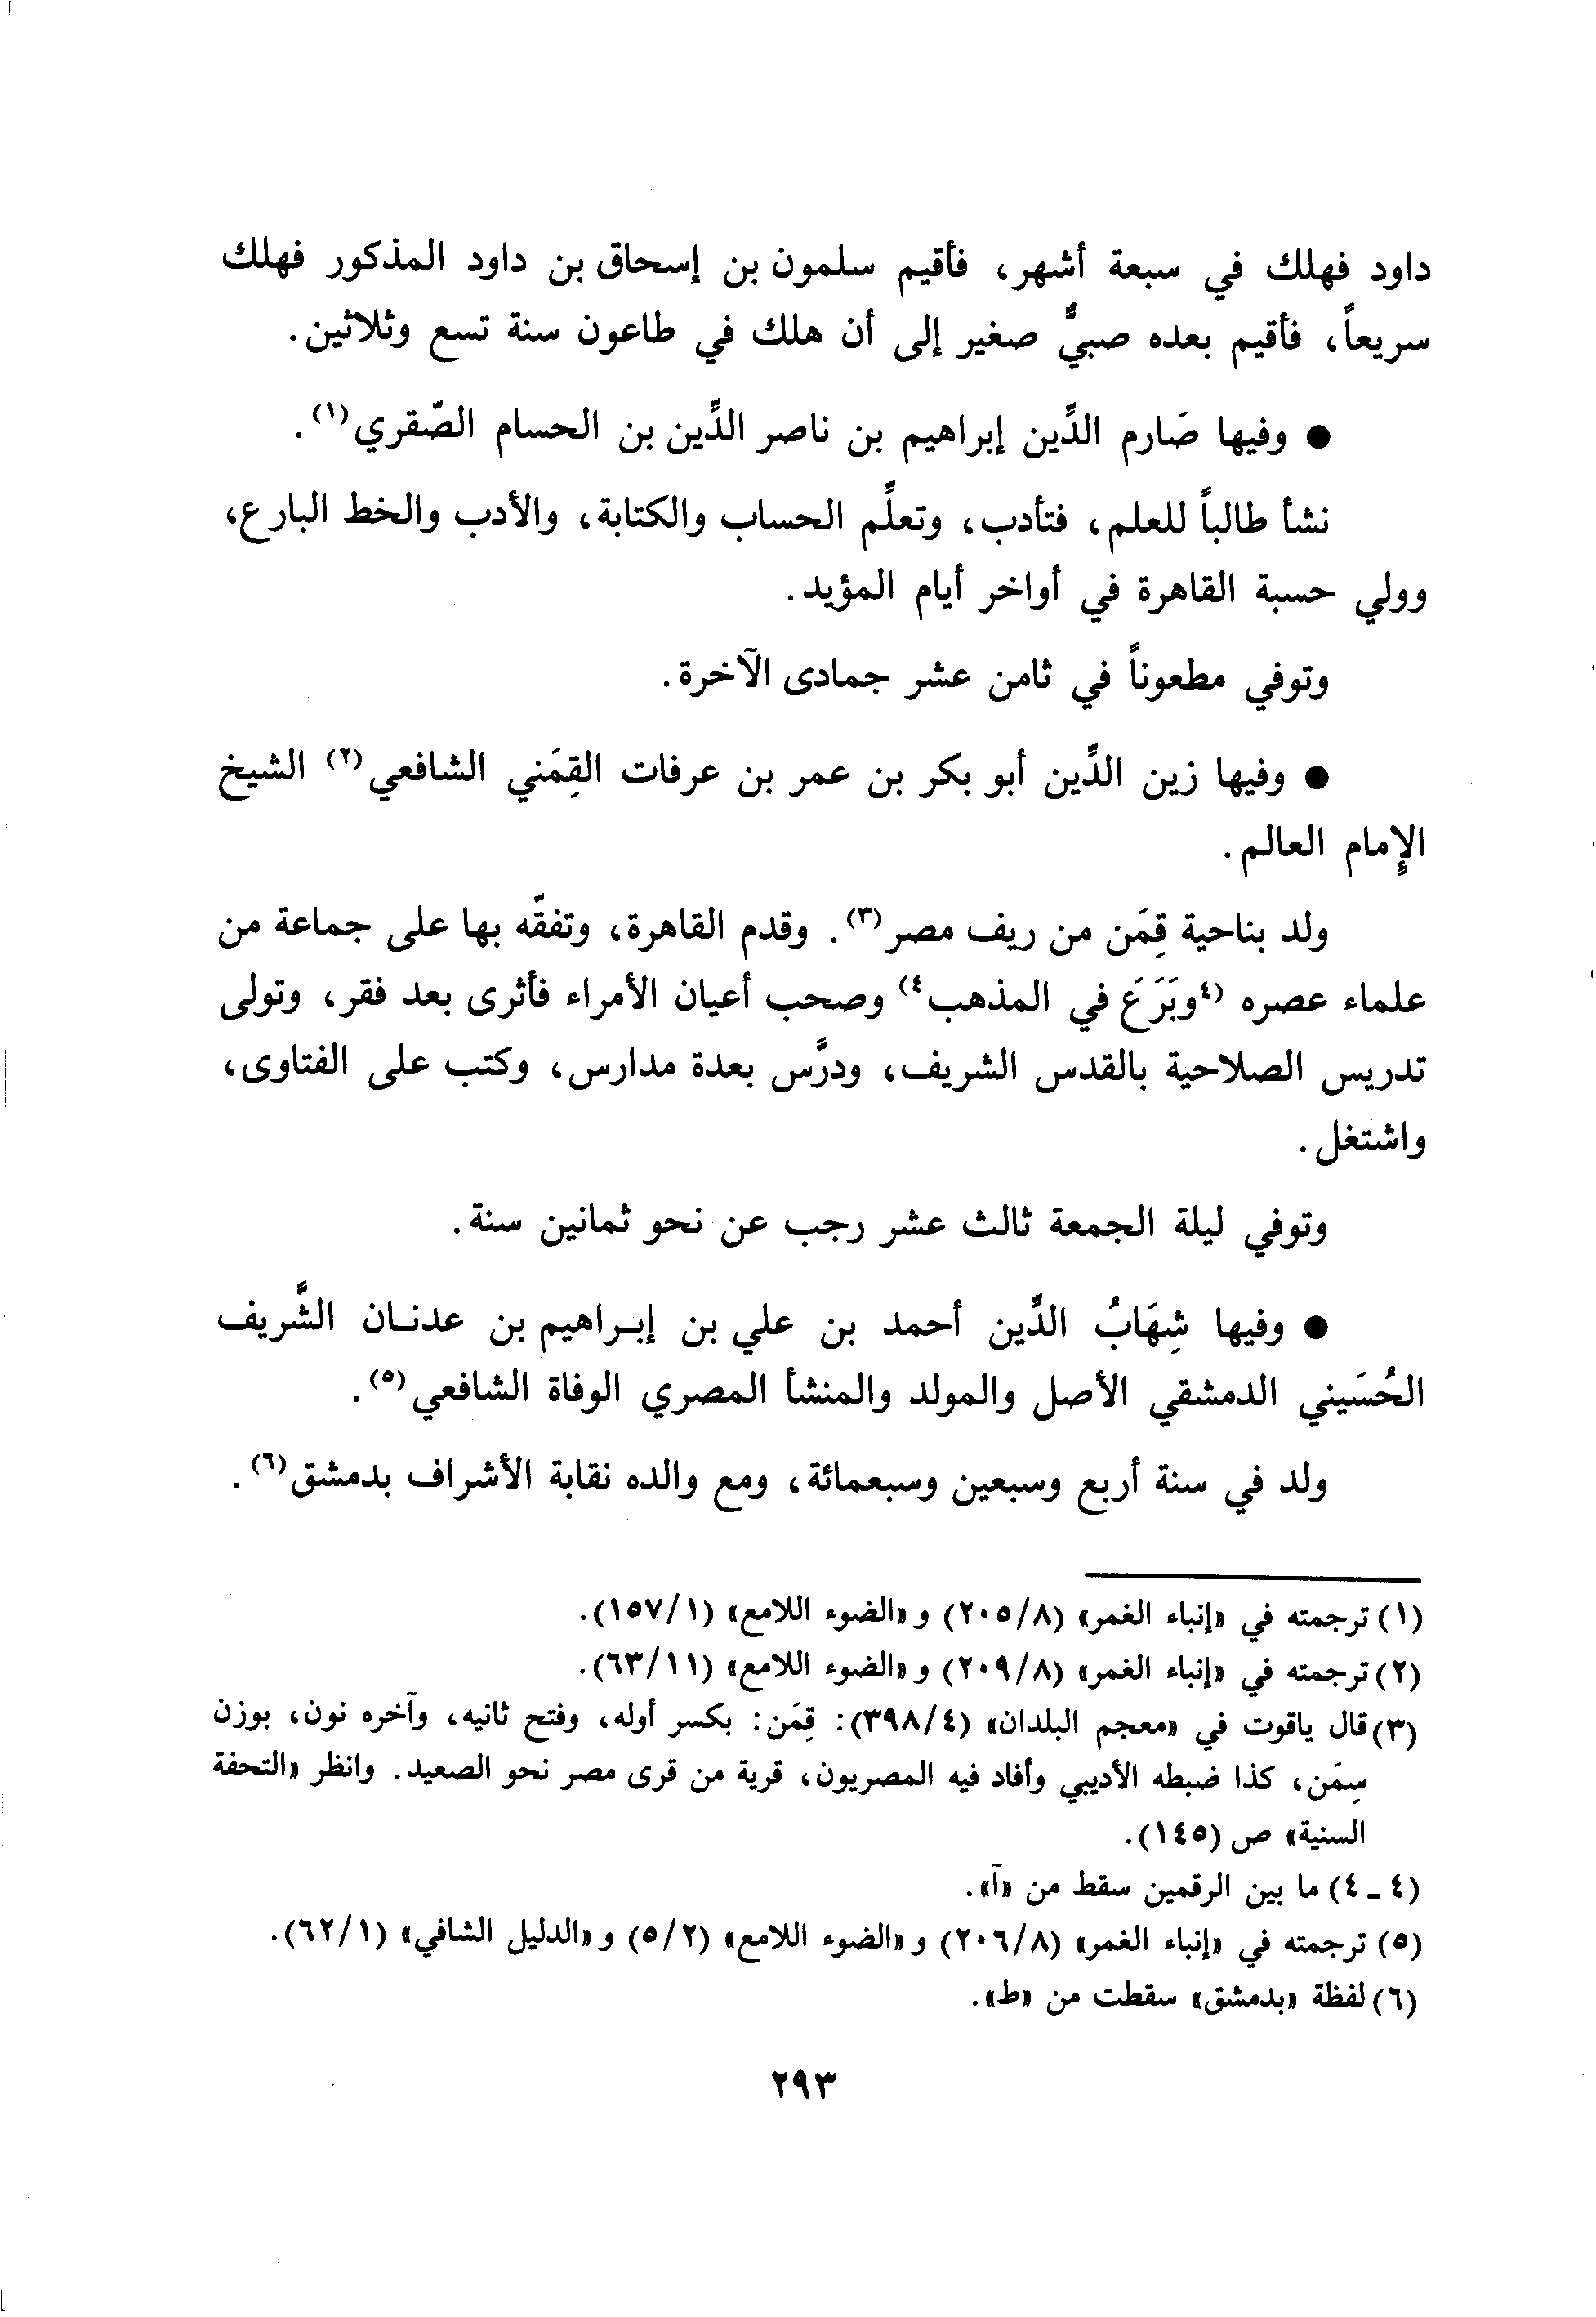 داود فهلك في سبعة أشهر، فأقيم سلمون بن إسحاق بن داود المذكور فهلك
سريعاً، فأقيم بعده صبيٌّ صغير إلى أن هلك في طاعون سنة تسع وثلاثين.
● وفيها صَارم الدِّين إبراهيم بن ناصر الدِّين بن الحسام الصّقري(١).
نشأ طالباً للعلم، فتأدب، وتعلَّم الحساب والكتابة، والأدب والخط البارع،
وولي حسبة القاهرة في أواخر أيام المؤيد.
وتوفي مطعوناً في ثامن عشر جمادى الآخرة.
● وفيها زين الدِّين أبو بكر بن عمر بن عرفات القِمَني الشافعي(٢) الشيخ
الإمام العالم.
ولد بناحية قِمَن من ريف مصر(٣). وقدم القاهرة، وتفقّه بها على جماعة من
علماء عصره (٤وبَرَعَ في المذهب٤) وصحب أعيان الأمراء فأثرى بعد فقر، وتولى
تدريس الصلاحية بالقدس الشريف، ودرَّس بعدة مدارس، وكتب على الفتاوى،
واشتغل.
وتوفي ليلة الجمعة ثالث عشر رجب عن نحو ثمانين سنة.
● وفيها شِهَابُ الدِّين أحمد بن علي بن إبـراهيم بن عدنـان الشَّريف
الحُسَيني الدمشقي الأصل والمولد والمنشأ المصري الوفاة الشافعي(٥).
ولد في سنة أربع وسبعين وسبعمائة، ومع والده نقابة الأشراف بدمشق(٦).
(١) ترجمته في «إنباء الغمر» (٢٠٥/٨) و «الضوء اللامع» (١٥٧/١).
(٢) ترجمته في «إنباء الغمر» (٢٠٩/٨) و «الضوء اللامع» (٦٣/١١).
(٣) قال ياقوت في «معجم البلدان» (٣٩٨/٤): قِمَن: بكسر أوله، وفتح ثانيه، وآخره نون، بوزن
سِمَن، كذا ضبطه الأديبي وأفاد فيه المصريون، قرية من قرى مصر نحو الصعيد. وانظر «التحفة
السنية» ص (١٤٥).
(٤ - ٤) ما بين الرقمين سقط من «آ».
(٥) ترجمته في «إنباء الغمر» (٢٠٦/٨) و «الضوء اللامع» (٥/٢) و «الدليل الشافي» (٦٢/١).
(٦) لفظة «بدمشق» سقطت من «ط».
٢٩٣